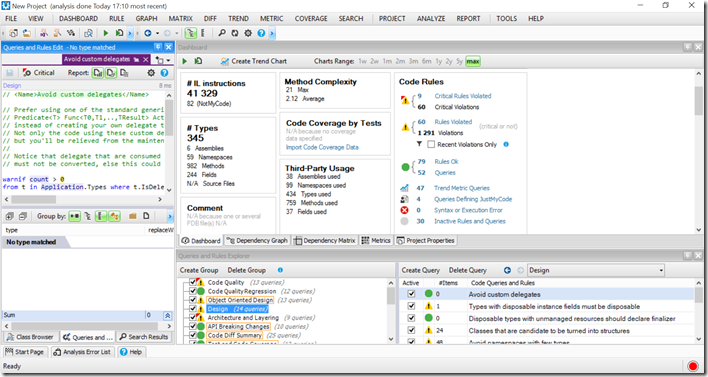 New Project (analysis done Today 17:10 most recent)
FILE VIEW DASHBOARD RULE GRAPH MATRIX DIFF TREND METRIC COVERAGE SEARCH PROJECT ANALYZE REPORT TOOLS HELP
Queries and Rules Edit - No type matched
Avoid custom delegates
Critical Report:
Design 8 ms
// <Name>Avoid custom delegates</Name>
// Prefer using one of the standard generi
Predicate<T> Func<T0,T1,..,TResult> Act
instead of creating your own delegate t
// Not only the code using these custom de
but you'll be relieved from the mainten
//
// Notice that delegate that are consumed
must not be converted, else this could
warnif count > 0
from t in Application.Types where t.IsDele
Group by:
type replaceW
No type matched
Sum 0
Class Browser Queries and ... Search Results
Dashboard
Create Trend Chart Charts Range: 1w 2w 1m 2m 3m 6m 1y 2y 5y max
# IL instructions
41 329
82 (NotMyCode)
# Types
345
6 Assemblies
59 Namespaces
982 Methods
244 Fields
N/A Source Files
Comment
N/A because one or several
PDB file(s) N/A
Method Complexity
21 Max
2.12 Average
Code Coverage by Tests
N/A because no coverage
data specified
Import Code Coverage Data
Third-Party Usage
38 Assemblies used
99 Namespaces used
434 Types used
759 Methods used
37 Fields used
Code Rules
9 Critical Rules Violated
60 Critical Violations
60 Rules Violated (critical or not)
1 291 Violations
Recent Violations Only
79 Rules Ok
52 Queries
47 Trend Metric Queries
4 Queries Defining JustMyCode
0 Syntax or Execution Error
30 Inactive Rules and Queries
Dashboard Dependency Graph Dependency Matrix Metrics Project Properties
Queries and Rules Explorer
Create Group Delete Group
Code Quality (13 queries)
Code Quality Regression (12 queries)
Object Oriented Design (13 queries)
Design (14 queries)
Architecture and Layering (9 queries)
API Breaking Changes (10 queries)
Code Diff Summary (25 queries)
Create Query Delete Query Design
Active #Items Code Queries and Rules
0 Avoid custom delegates
1 Types with disposable instance fields must be disposable
0 Disposable types with unmanaged resources should declare finalizer
24 Classes that are candidate to be turned into structures
48 Avoid namespaces with few types
Start Page Analysis Error List Help
Ready